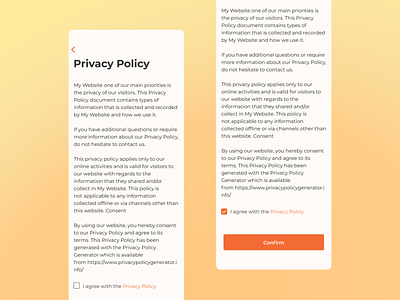 Privacy Policy
My Website one of our main priorities is
the privacy of our visitors. This Privacy
Policy document contains types of
information that is collected and recorded
by My Website and how we use it.
If you have additional questions or require
more information about our Privacy Policy,
do not hesitate to contact us.
This privacy policy applies only to our
online activities and is valid for visitors to
our website with regards to the
information that they shared and/or
collect in My Website. This policy is
not applicable to any information
collected offline or via channels other than
this website. Consent
By using our website, you hereby consent
to our Privacy Policy and agree to its
terms. This Privacy Policy has been
generated with the Privacy Policy
Generator which is available
from https://www.privacypolicygenerator.i
nfo/
I agree with the Privacy Policy
My Website one of our main priorities is
the privacy of our visitors. This Privacy
Policy document contains types of
information that is collected and recorded
by My Website and how we use it.
If you have additional questions or require
more information about our Privacy Policy,
do not hesitate to contact us.
This privacy policy applies only to our
online activities and is valid for visitors to
our website with regards to the
information that they shared and/or
collect in My Website. This policy is
not applicable to any information
collected offline or via channels other than
this website. Consent
By using our website, you hereby consent
to our Privacy Policy and agree to its
terms. This Privacy Policy has been
generated with the Privacy Policy
Generator which is available
from https://www.privacypolicygenerator.i
nfo/
I agree with the Privacy Policy
Confirm